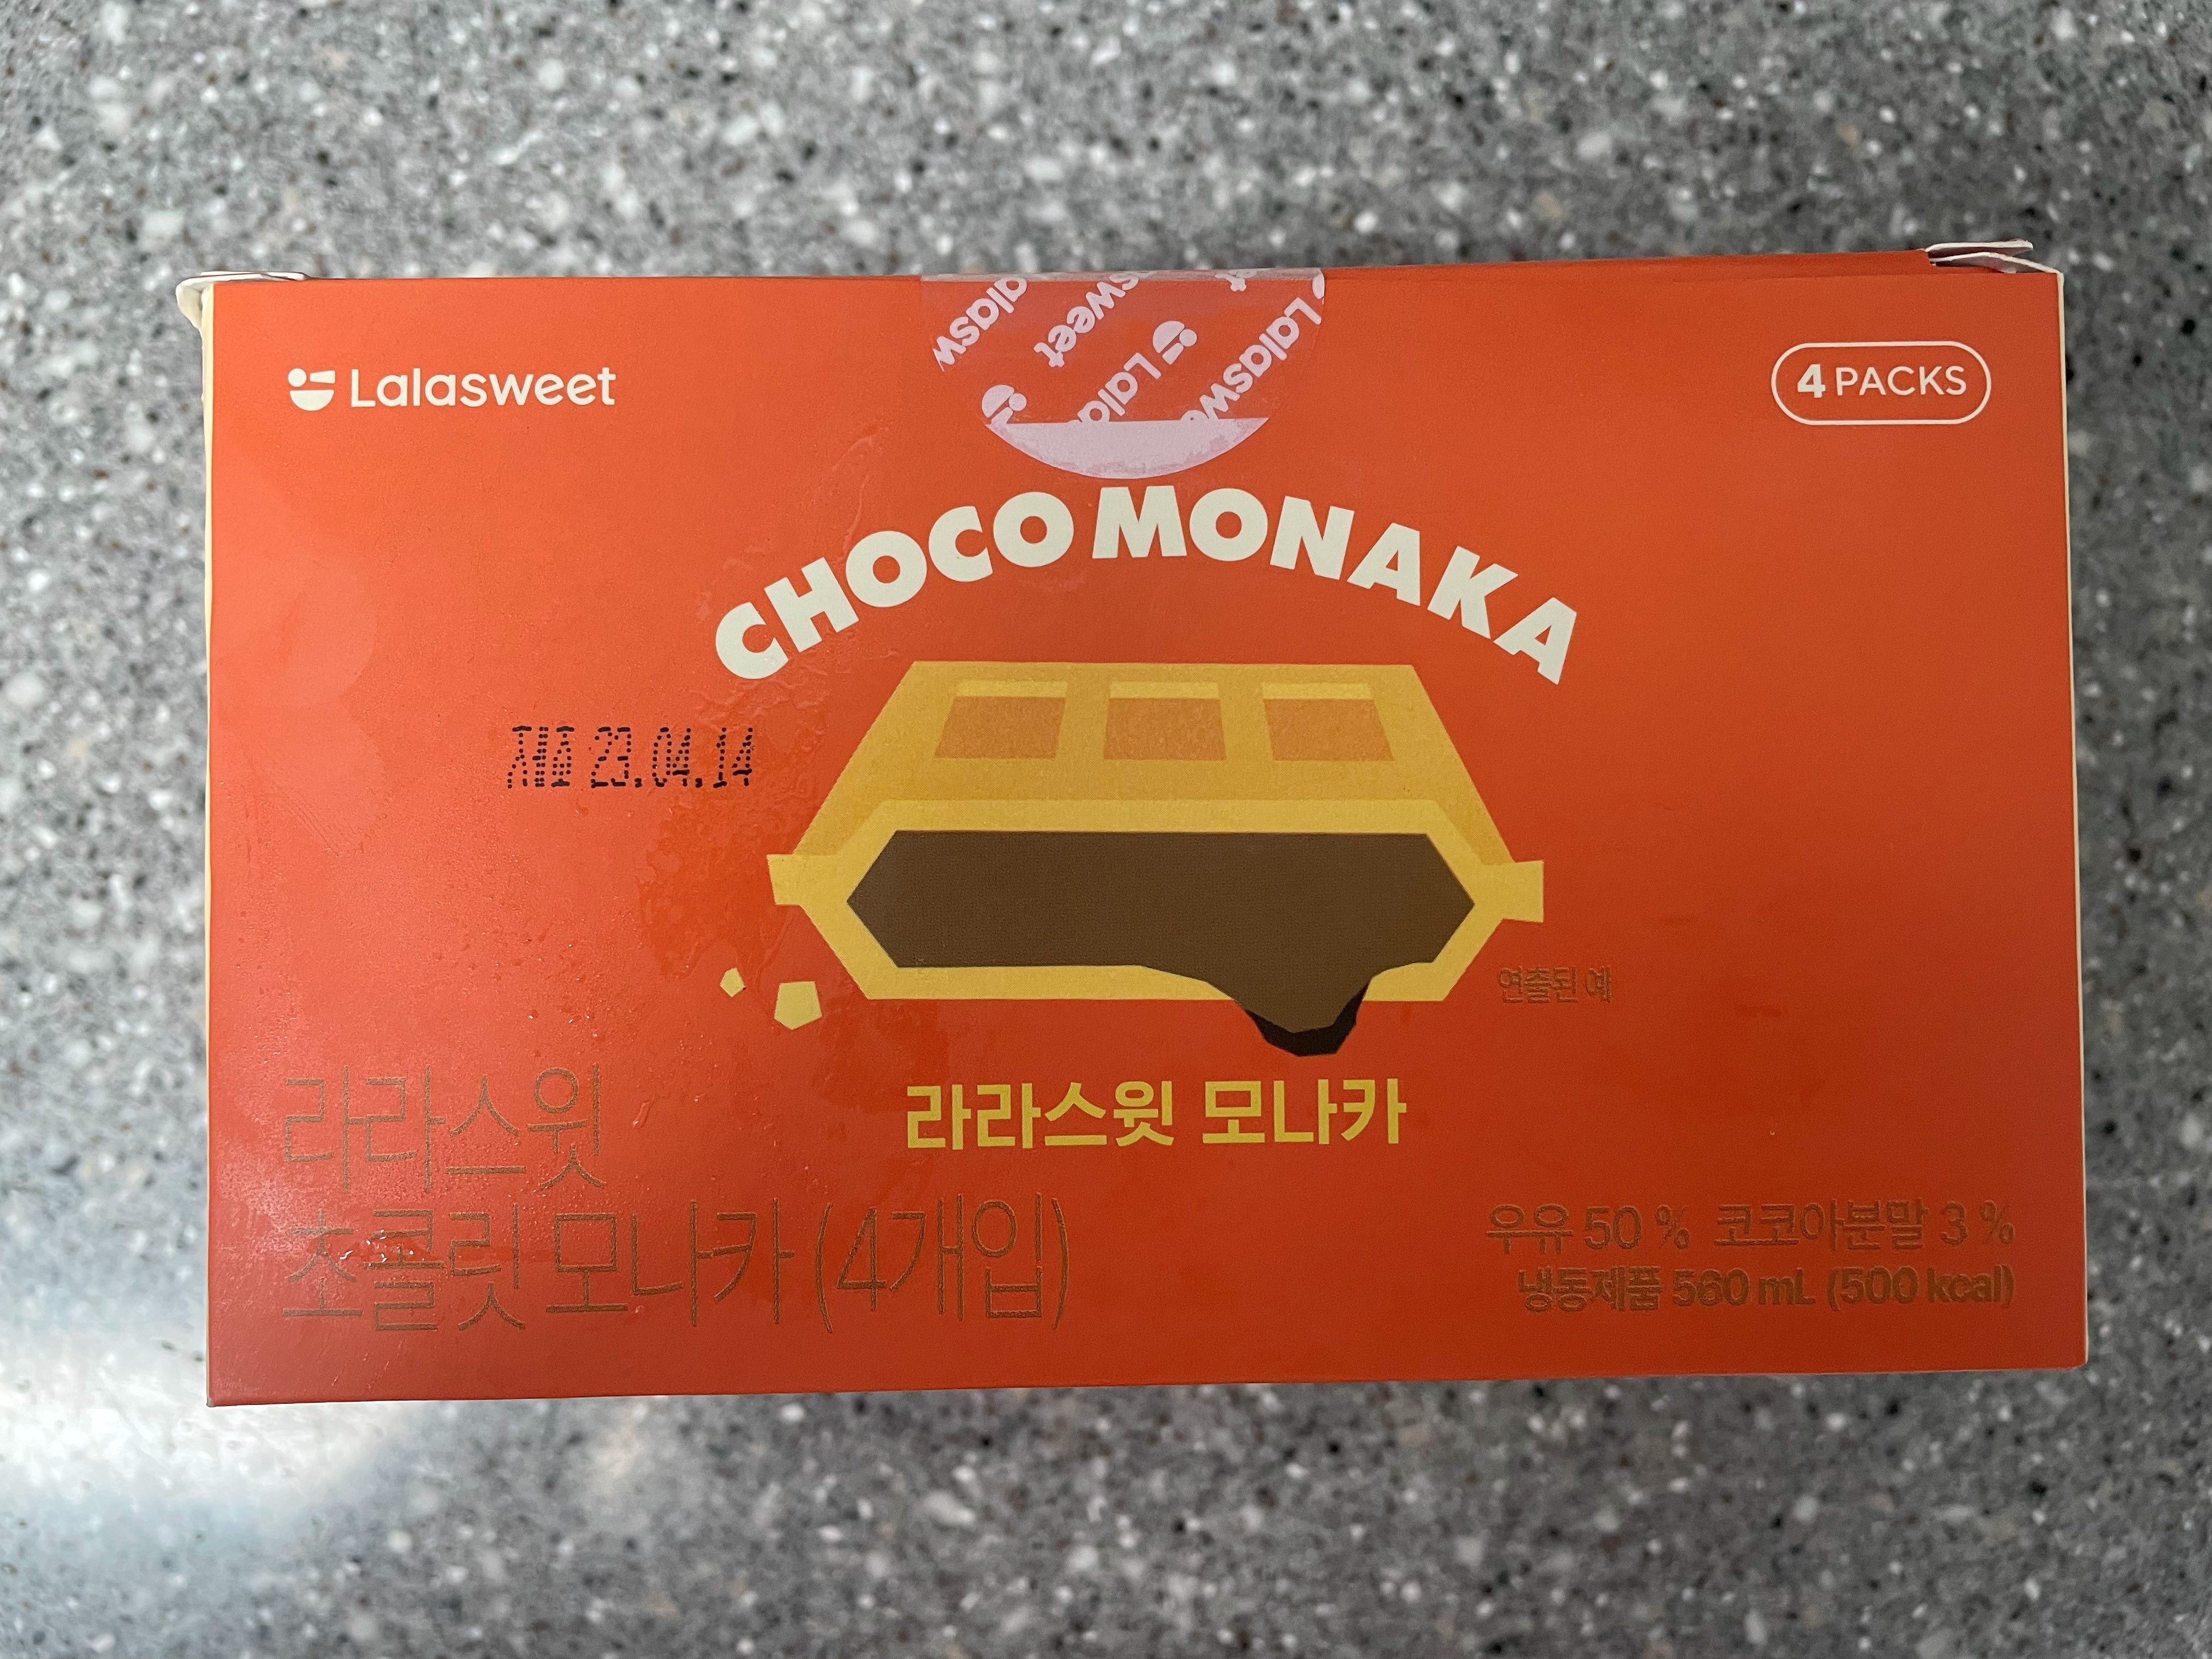 Lalasweet
4 PACKS
CHOCO MONAKA
제조 23.04.14
연출된 예
라라스윗 모나카
라라스윗
초콜릿 모나카 (4개입)
우유 50 % 코코아분말 3 %
냉동제품 560 mL (500 kcal)